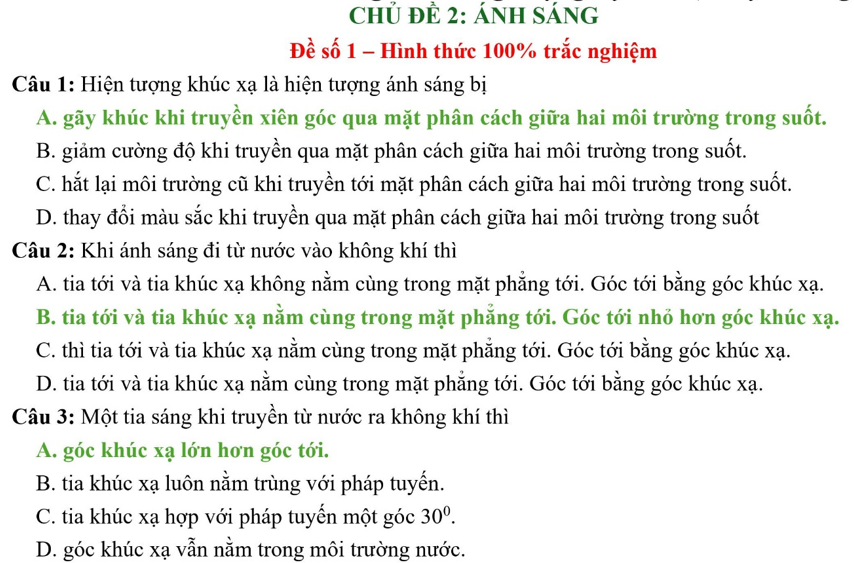 CHỦ ĐỀ 2: ÁNH SÁNG
Đề số 1 – Hình thức 100% trắc nghiệm
Câu 1: Hiện tượng khúc xạ là hiện tượng ánh sáng bị
A. gãy khúc khi truyền xiên góc qua mặt phân cách giữa hai môi trường trong suốt.
B. giảm cường độ khi truyền qua mặt phân cách giữa hai môi trường trong suốt.
C. hắt lại môi trường cũ khi truyền tới mặt phân cách giữa hai môi trường trong suốt.
D. thay đổi màu sắc khi truyền qua mặt phân cách giữa hai môi trường trong suốt
Câu 2: Khi ánh sáng đi từ nước vào không khí thì
A. tia tới và tia khúc xạ không nằm cùng trong mặt phẳng tới. Góc tới bằng góc khúc xạ.
B. tia tới và tia khúc xạ nằm cùng trong mặt phẳng tới. Góc tới nhỏ hơn góc khúc xạ.
C. thì tia tới và tia khúc xạ nằm cùng trong mặt phẳng tới. Góc tới bằng góc khúc xạ.
D. tia tới và tia khúc xạ nằm cùng trong mặt phẳng tới. Góc tới bằng góc khúc xạ.
Câu 3: Một tia sáng khi truyền từ nước ra không khí thì
A. góc khúc xạ lớn hơn góc tới.
B. tia khúc xạ luôn nằm trùng với pháp tuyến.
C. tia khúc xạ hợp với pháp tuyến một góc 30⁰.
D. góc khúc xạ vẫn nằm trong môi trường nước.